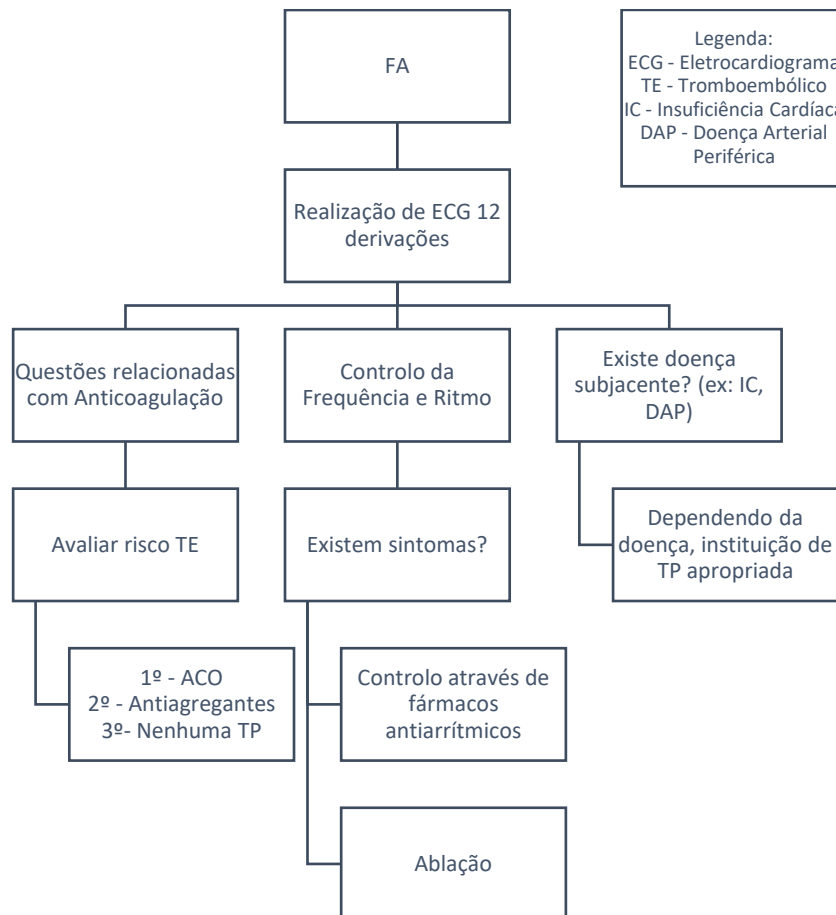 FA
Legenda:
ECG - Eletrocardiograma
TE - Tromboembólico
IC - Insuficiência Cardíaca
DAP - Doença Arterial
Periférica
Realização de ECG 12
derivações
Questões relacionadas
com Anticoagulação
Controlo da
Frequência e Ritmo
Existe doença
subjacente? (ex: IC,
DAP)
Avaliar risco TE
Existem sintomas?
Dependendo da
doença, instituição de
TP apropriada
1º - ACO
2º - Antiagregantes
3º- Nenhuma TP
Controlo através de
fármacos
antiarrítmicos
Ablação